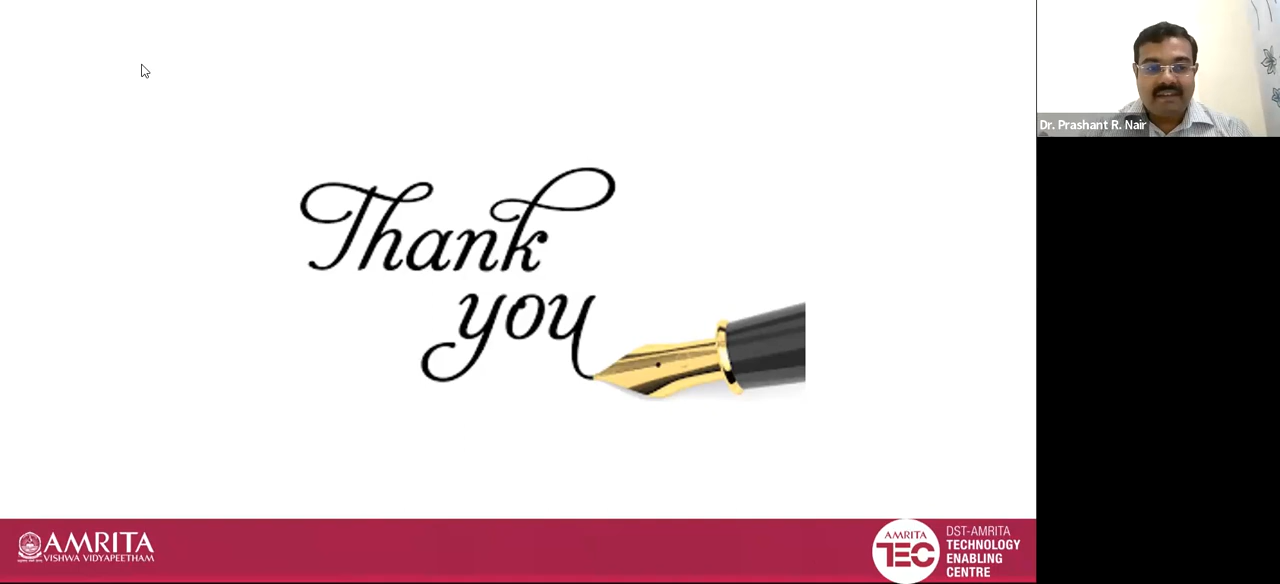 Thank
you
Dr. Prashant R. Nair
AMRITA
VISHWA VIDYAPEETHAM
AMRITA
TEC
DST-AMRITA
TECHNOLOGY
ENABLING
CENTRE